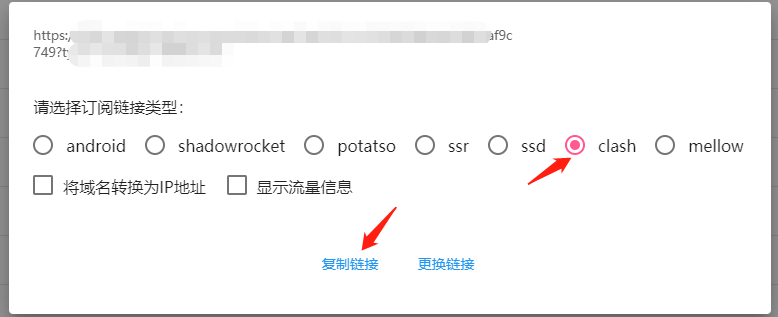 https:/
af9c
749?ty
请选择订阅链接类型：
android shadowrocket potatso ssr ssd clash mellow
将域名转换为IP地址 显示流量信息
复制链接 更换链接